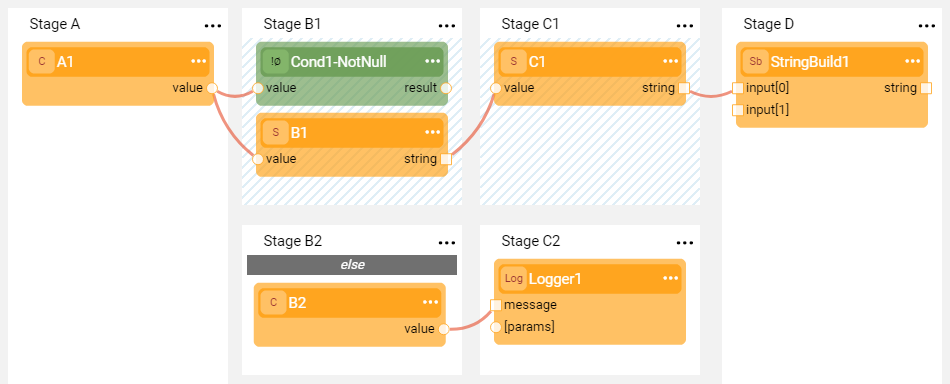 Stage A
C A1
value
Stage B1
!ø Cond1-NotNull
value result
S B1
value string
Stage C1
S C1
value string
Stage D
Sb StringBuild1
input[0] string
input[1]
Stage B2
else
C B2
value
Stage C2
Log Logger1
message
[params]